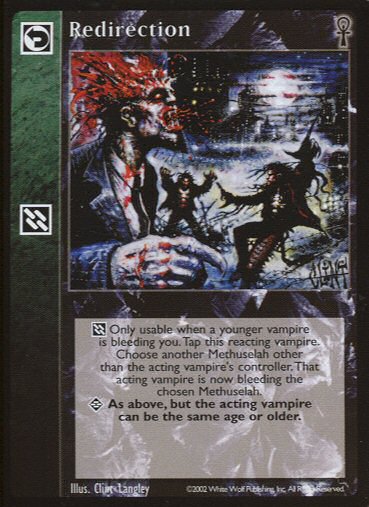 Redirection
CLINT
Only usable when a younger vampire
is bleeding you. Tap this reacting vampire.
Choose another Methuselah other
than the acting vampire's controller. That
acting vampire is now bleeding the
chosen Methuselah.
As above, but the acting vampire
can be the same age or older.
Illus. Clint Langley
©2002 White Wolf Publishing, Inc. All Rights Reserved.